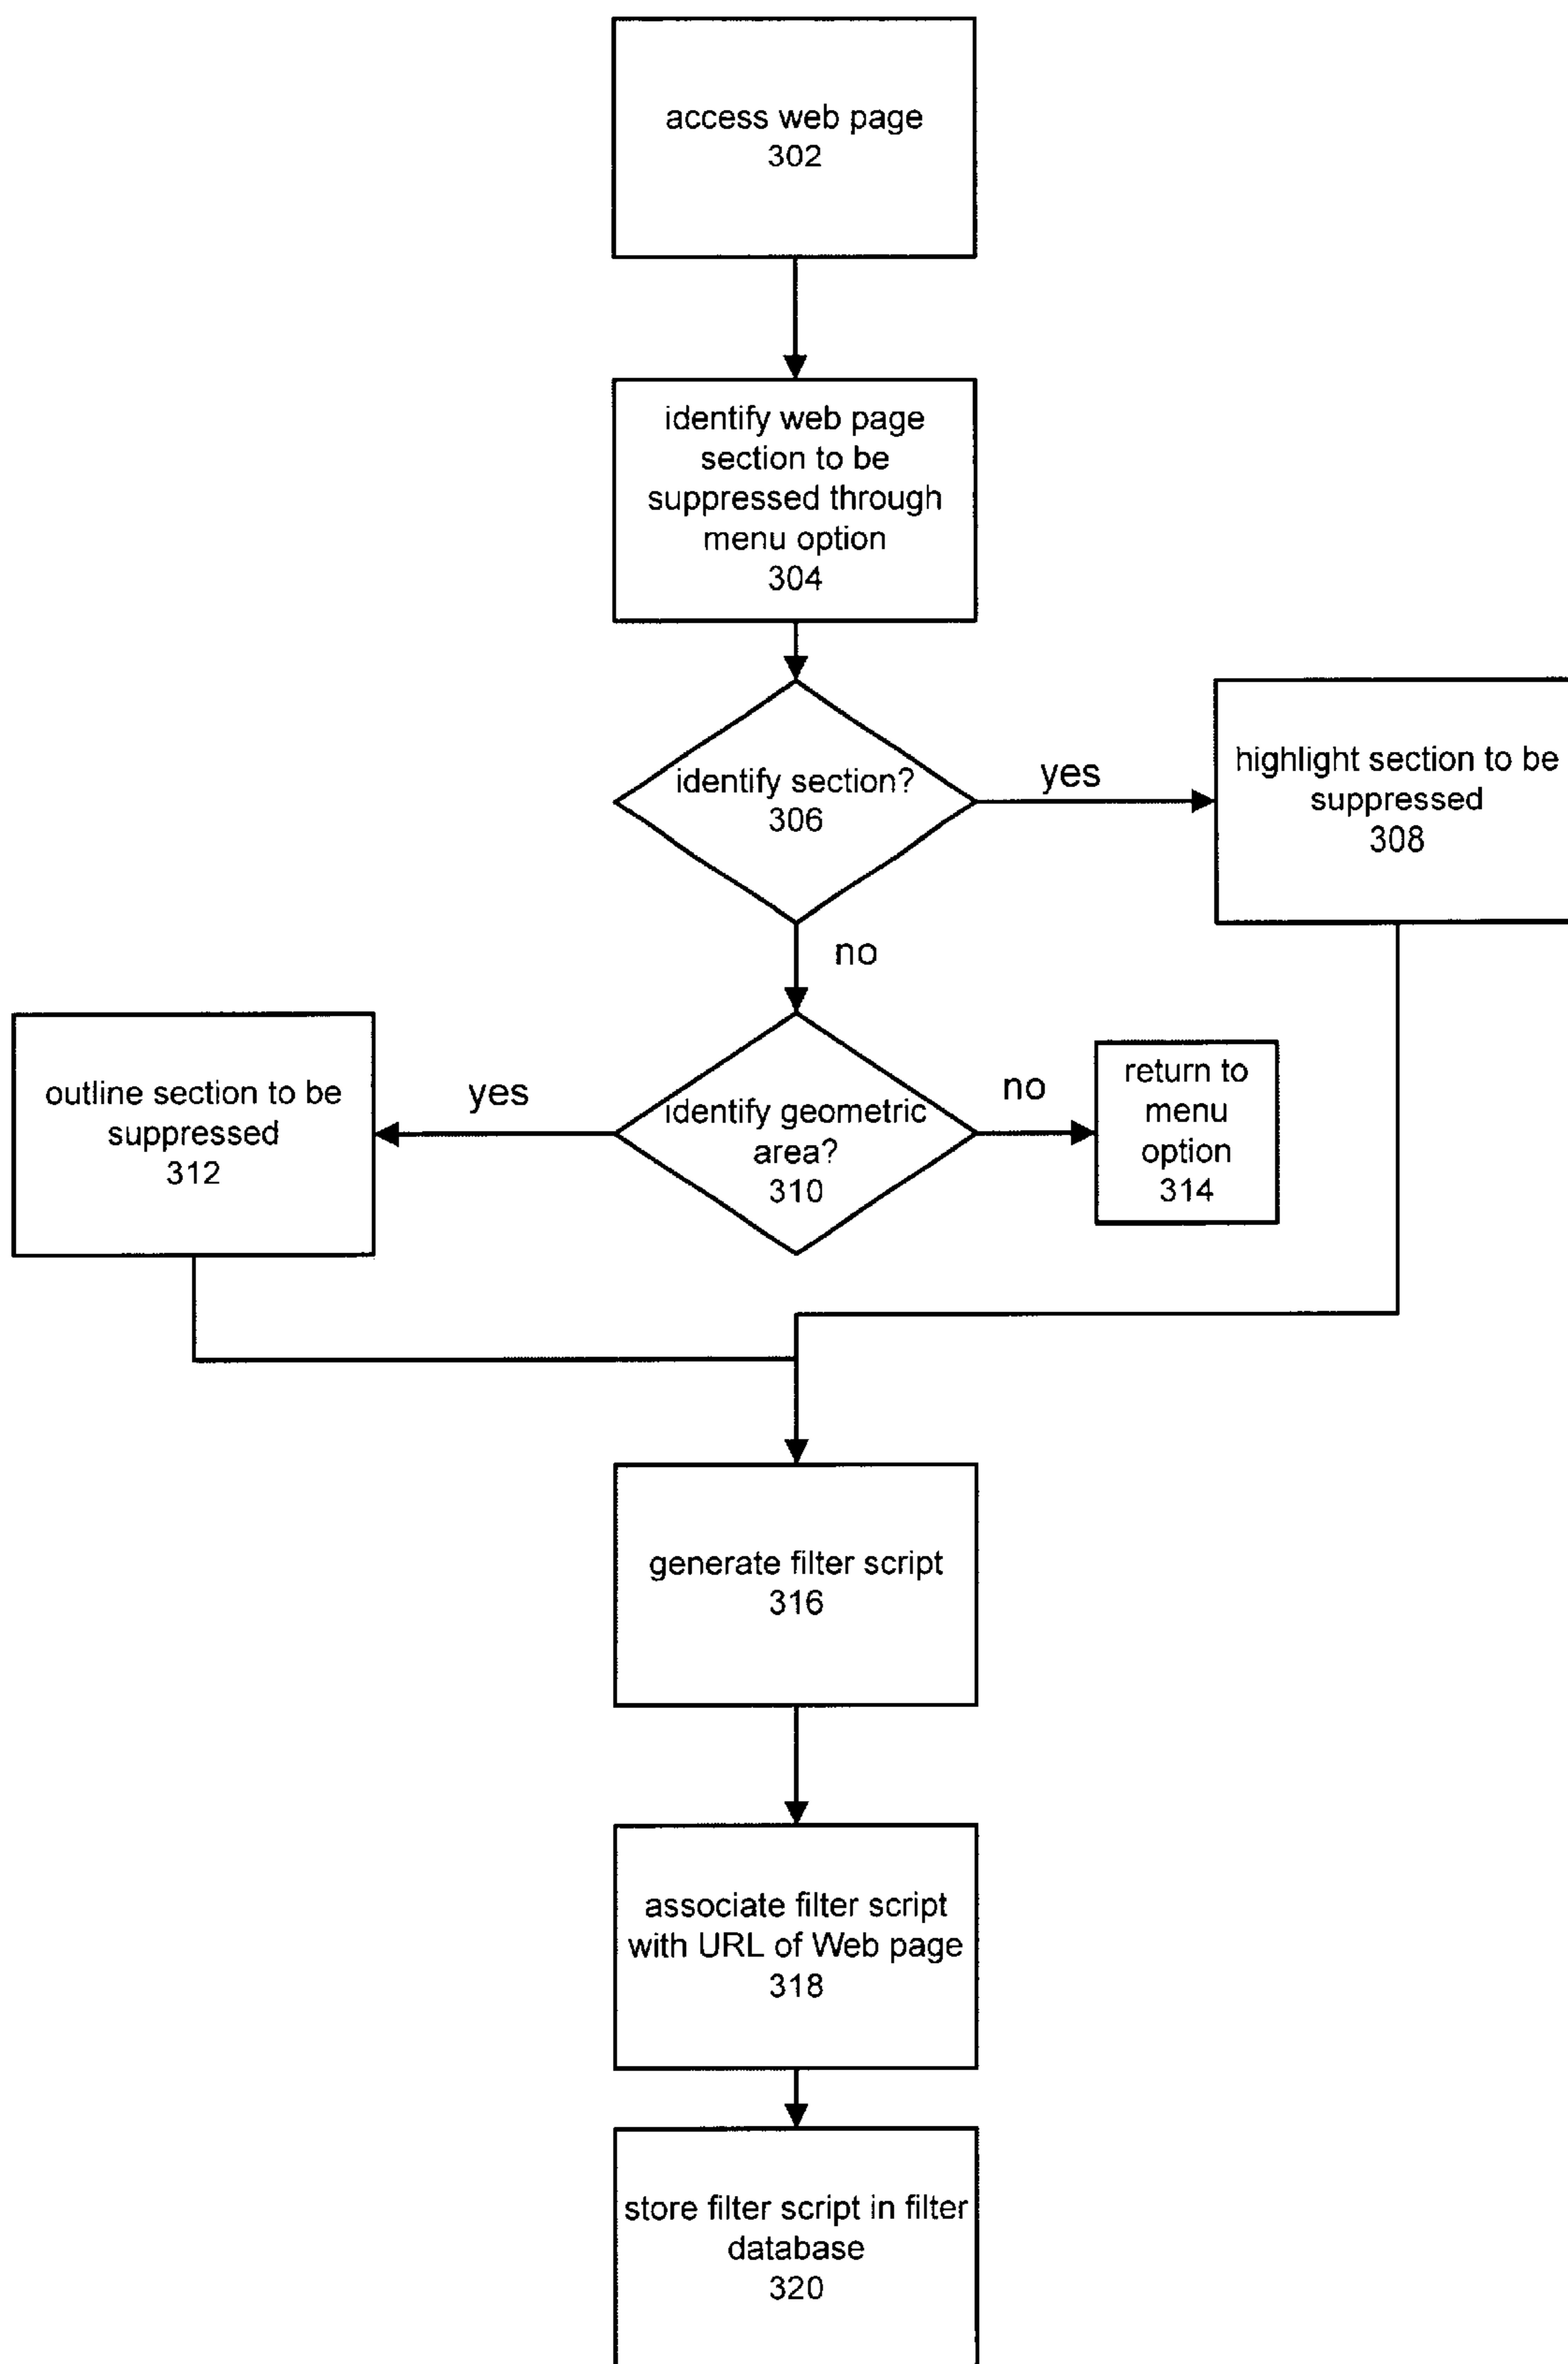 access web page
302
identify web page
section to be
suppressed through
menu option
304
identify section?
306
yes
highlight section to be
suppressed
308
no
outline section to be
suppressed
312
yes
identify geometric
area?
310
no
return to
menu
option
314
generate filter script
316
associate filter script
with URL of Web page
318
store filter script in filter
database
320